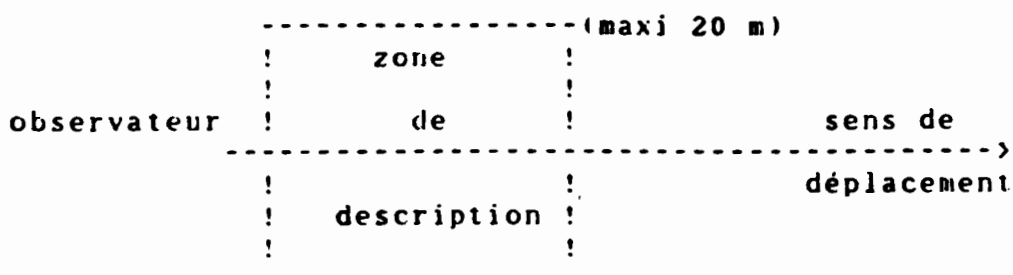 (maxi 20 m)
zone
observateur de sens de
déplacement
description